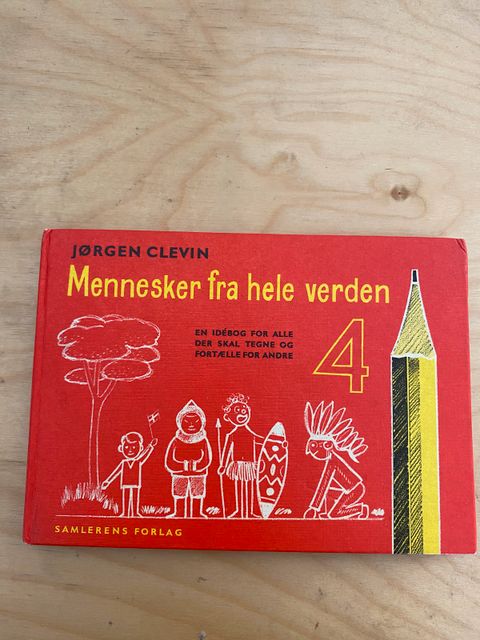 JØRGEN CLEVIN
Mennesker fra hele verden
EN IDÉBOG FOR ALLE
DER SKAL TEGNE OG
FORTÆLLE FOR ANDRE
4
SAMLERENS FORLAG